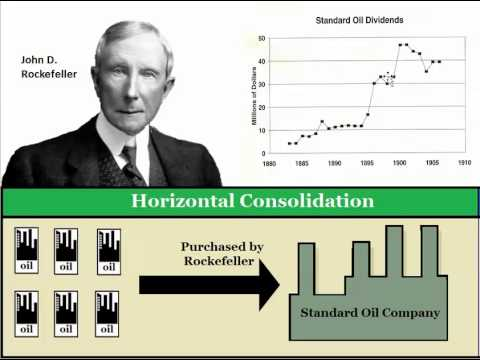 John D.
Rockefeller
Standard Oil Dividends
Millions of Dollars
50
40
30
20
10
0
1880
1885
1890
1895
1900
1905
1910
Horizontal Consolidation
oil
oil
oil
oil
oil
oil
Purchased by
Rockefeller
Standard Oil Company